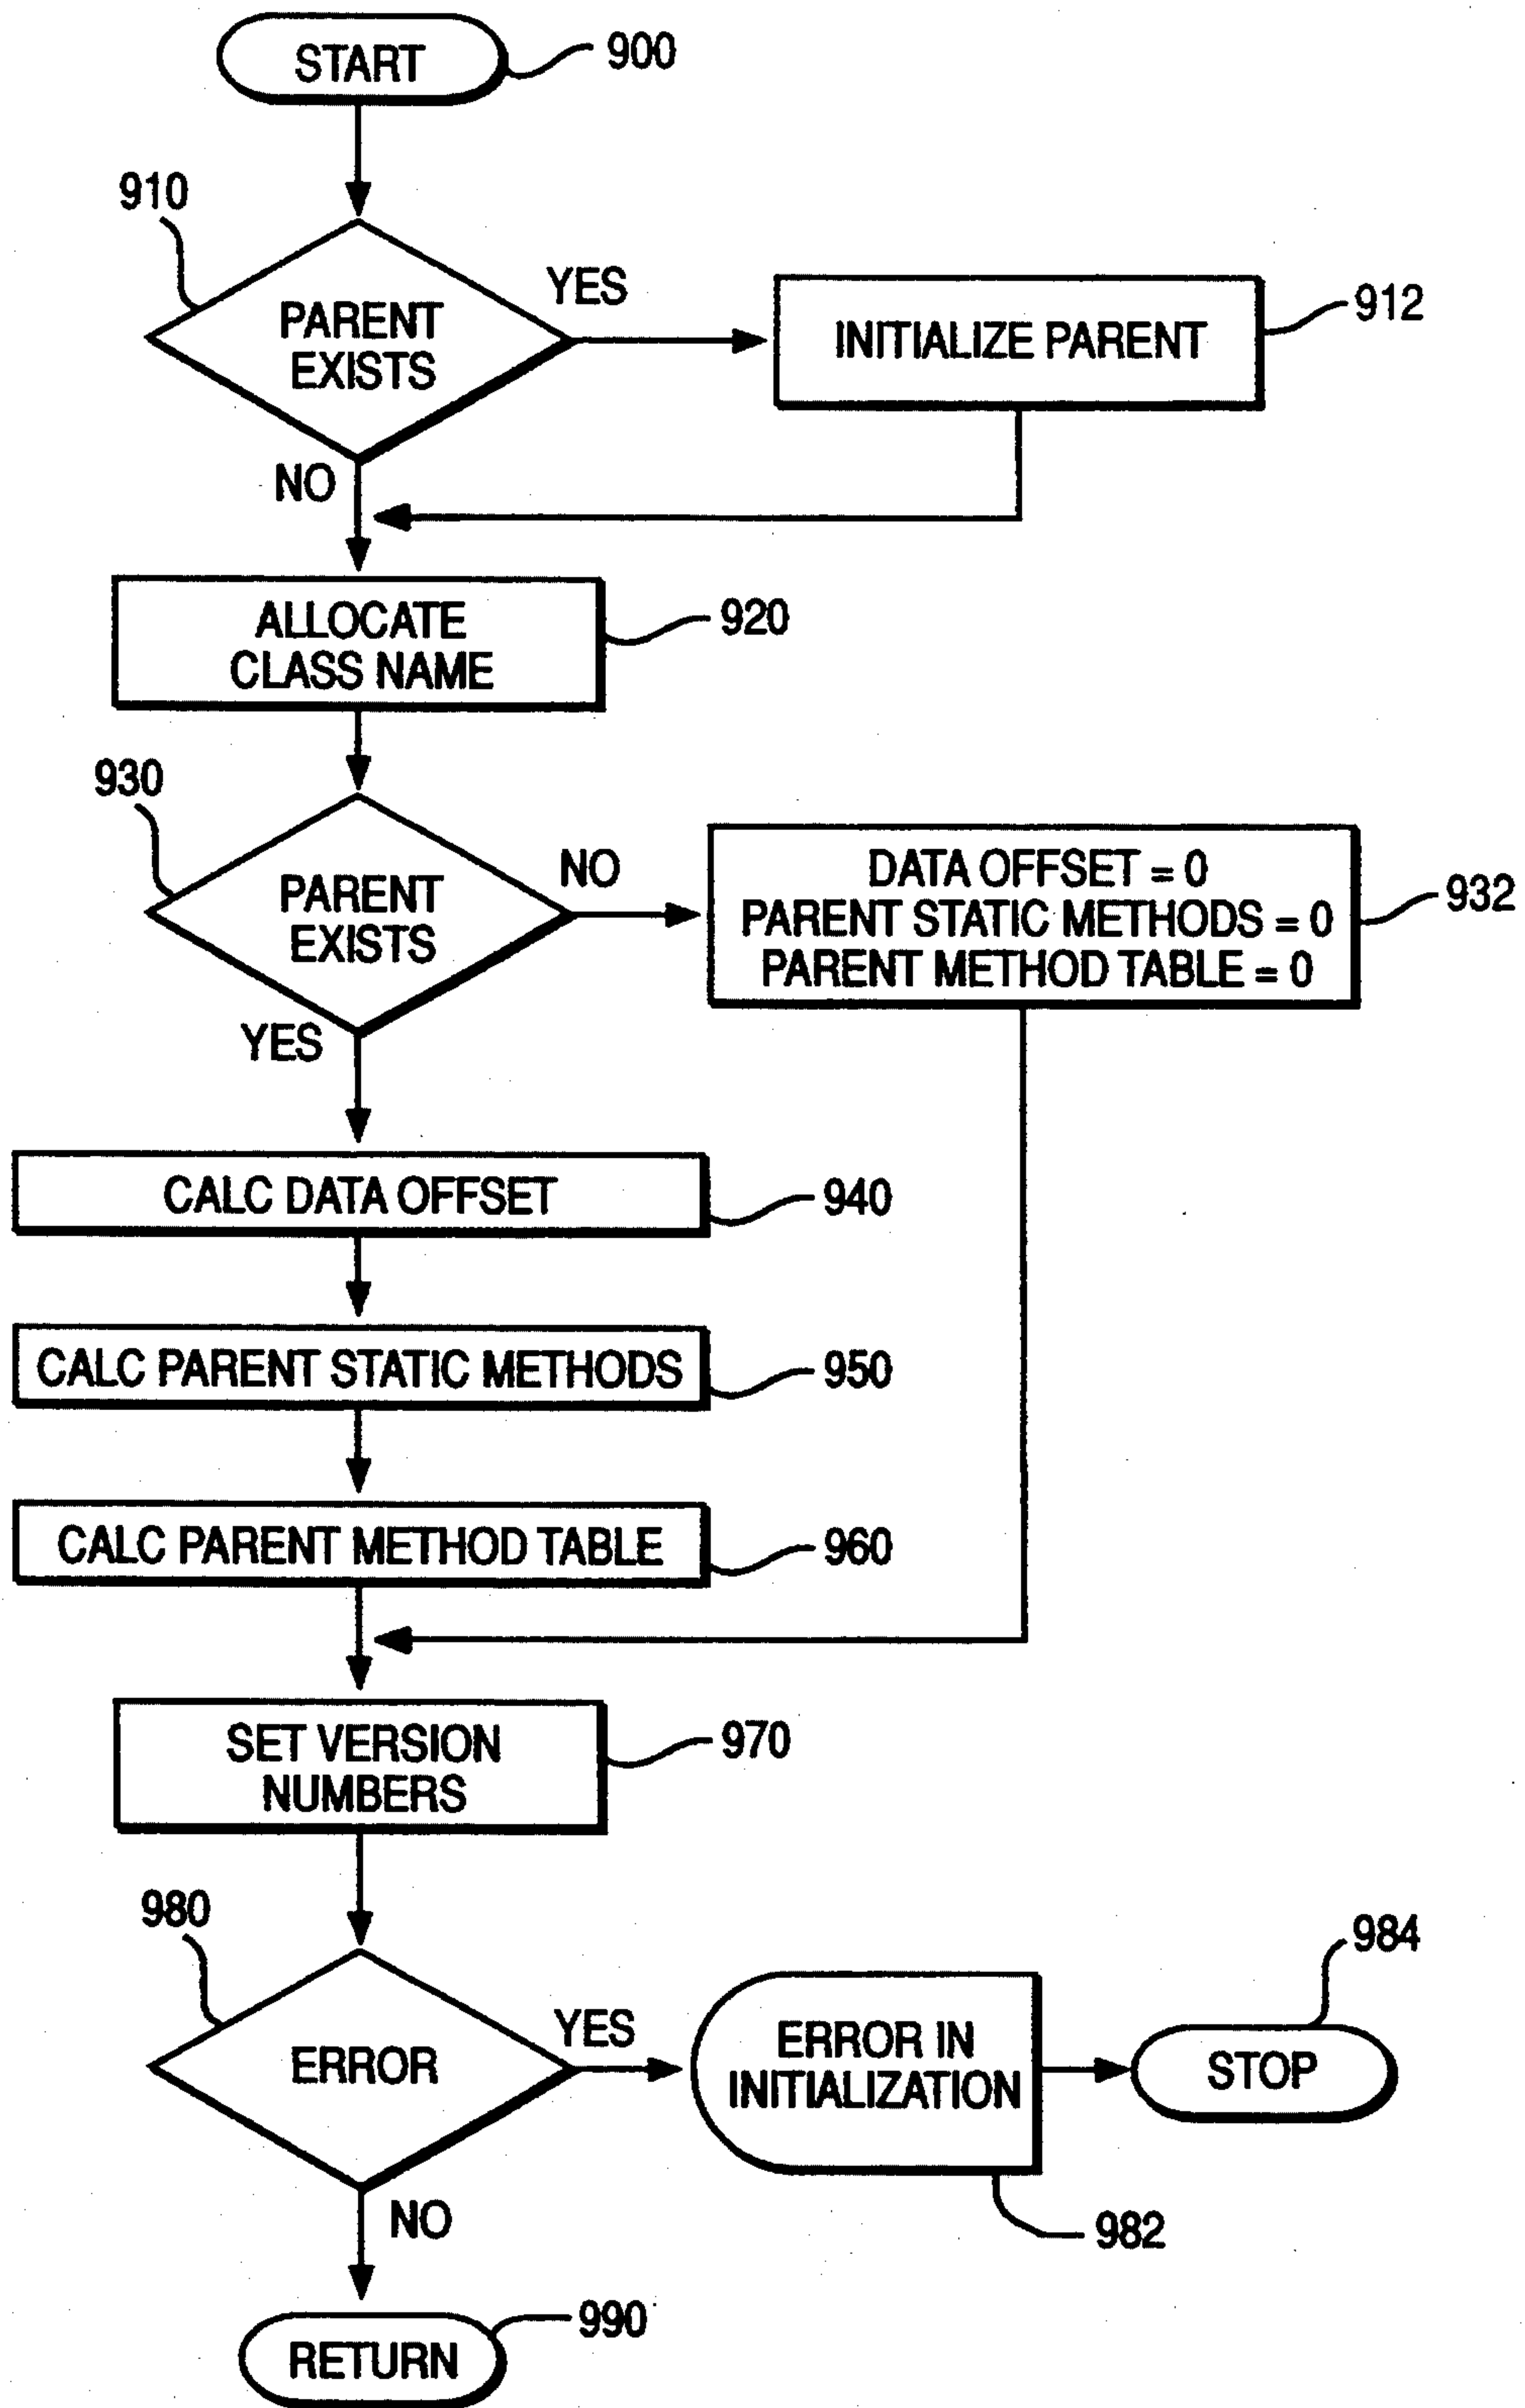 START
900
910
PARENT
EXISTS
YES
INITIALIZE PARENT
912
NO
ALLOCATE
CLASS NAME
920
930
PARENT
EXISTS
NO
DATA OFFSET = 0
PARENT STATIC METHODS = 0
PARENT METHOD TABLE = 0
932
YES
CALC DATA OFFSET
940
CALC PARENT STATIC METHODS
950
CALC PARENT METHOD TABLE
960
SET VERSION
NUMBERS
970
980
ERROR
YES
ERROR IN
INITIALIZATION
982
STOP
984
NO
RETURN
990